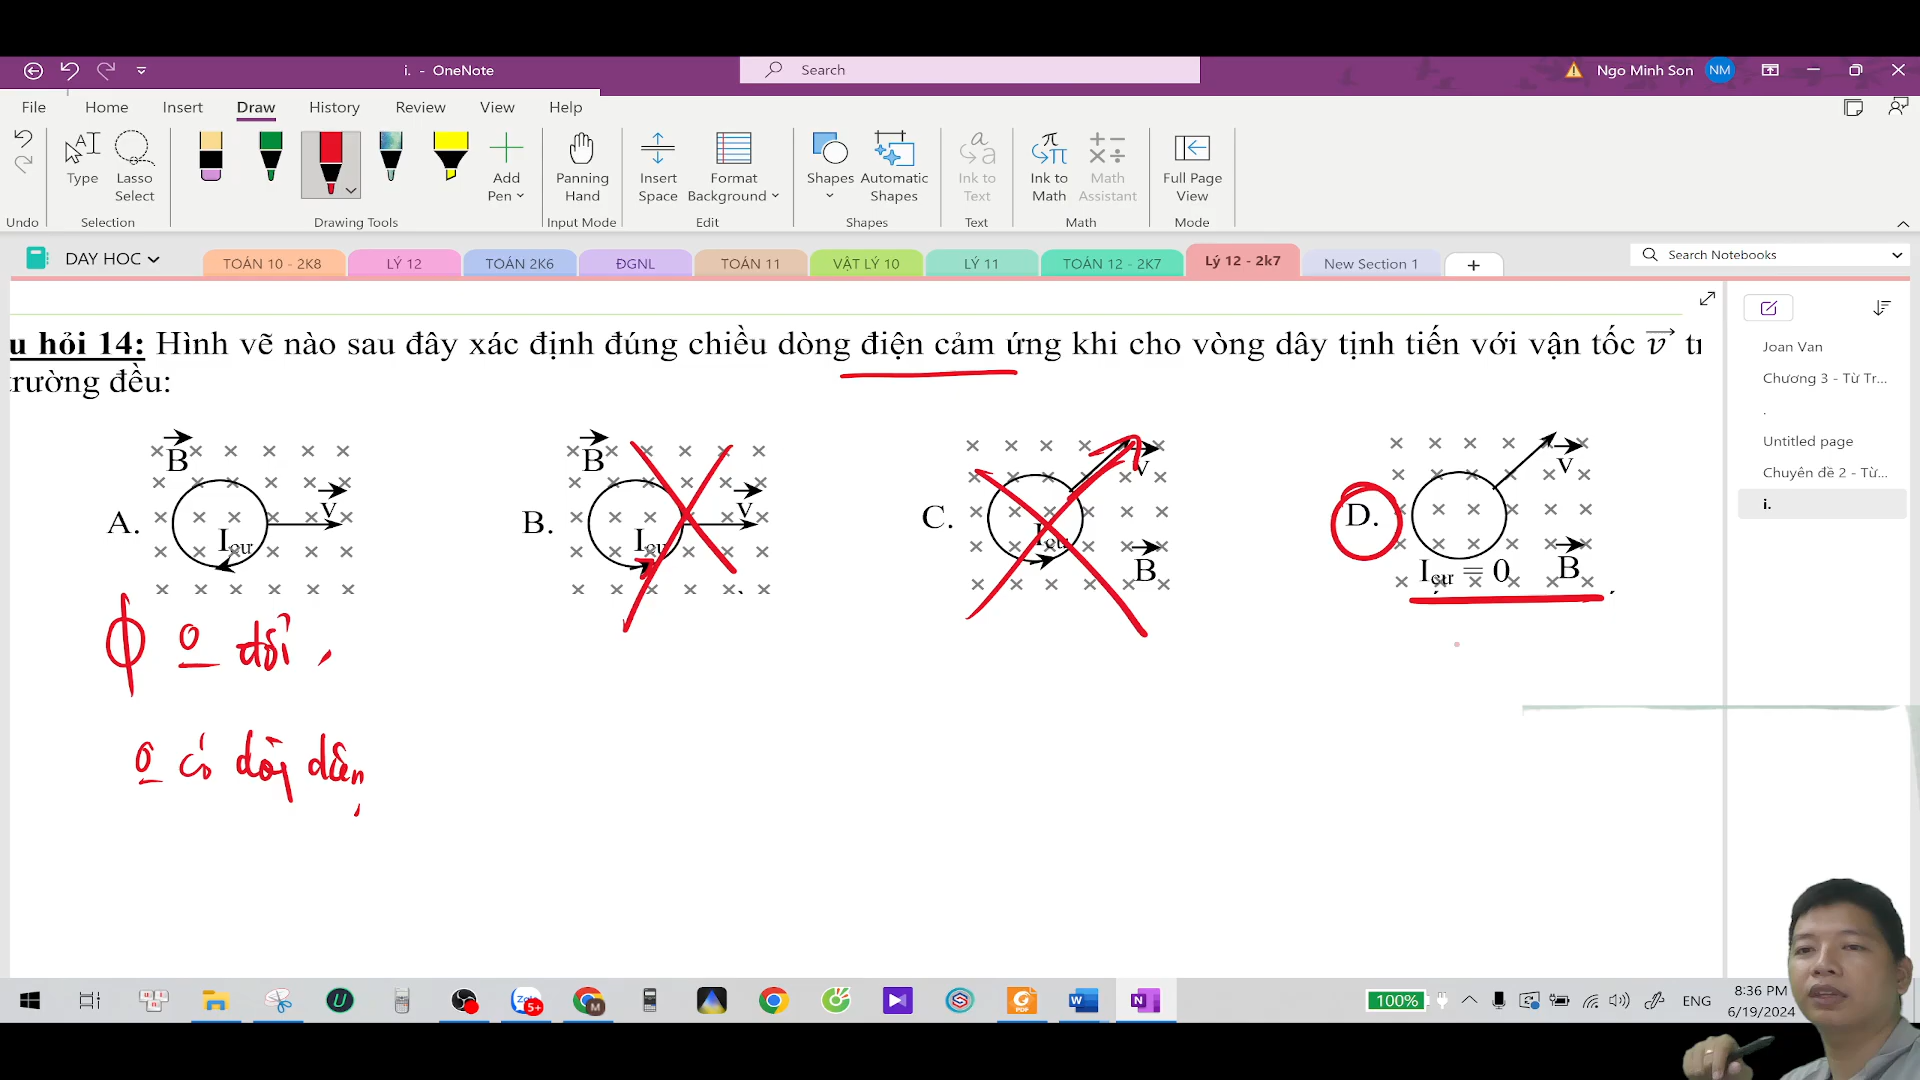 i. - OneNote
Search
Ngo Minh Son
NM
File Home Insert Draw History Review View Help
Type
Lasso Select
Add Pen
Panning Hand
Insert Space
Format Background
Shapes
Automatic Shapes
Ink to Text
Ink to Math
Math Assistant
Full Page View
Undo Selection Drawing Tools Input Mode Edit Shapes Text Math Mode
DAY HOC
TOÁN 10 - 2K8 LÝ 12 TOÁN 2K6 ĐGNL TOÁN 11 VẬT LÝ 10 LÝ 11 TOÁN 12 - 2K7 Lý 12 - 2k7 New Section 1 +
Search Notebooks
u hỏi 14: Hình vẽ nào sau đây xác định đúng chiều dòng điện cảm ứng khi cho vòng dây tịnh tiến với vận tốc v⃗ tr
trường đều:
A. B v Icư
B. B v Icư
C. v Icư B
D. v Icư = 0 B
ϕ o đổi,
o có dòng điện
Joan Van
Chương 3 - Từ Tr...
.
Untitled page
Chuyên đề 2 - Từ...
i.
100%
ENG
8:36 PM
6/19/2024